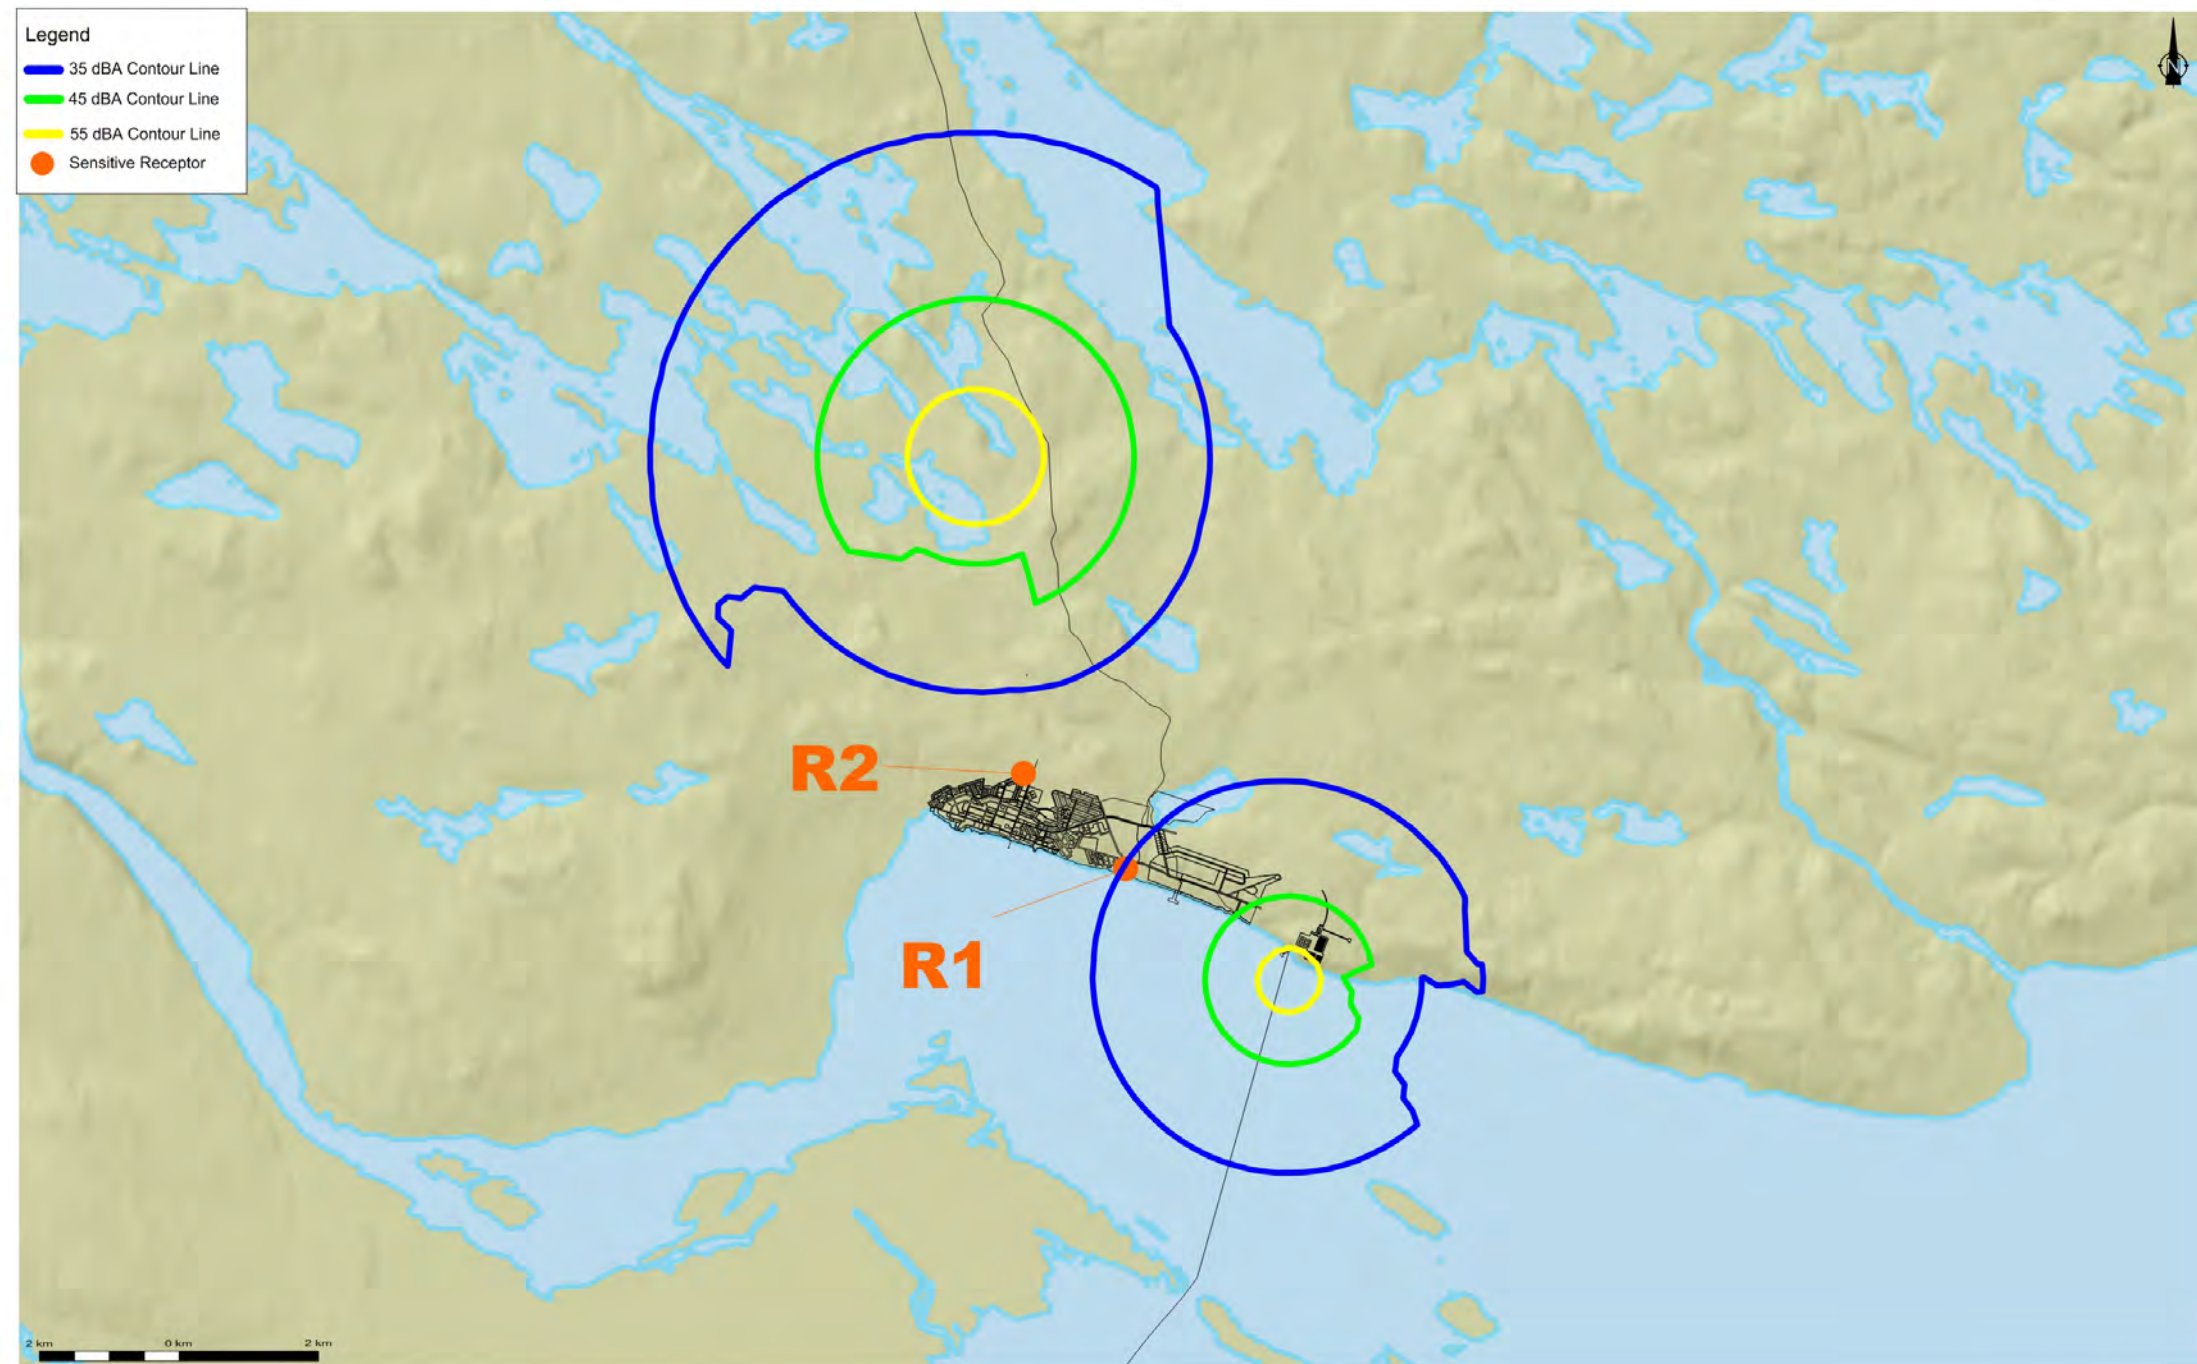 Legend
35 dBA Contour Line
45 dBA Contour Line
55 dBA Contour Line
Sensitive Receptor
N
R2
R1
2 km 0 km 2 km